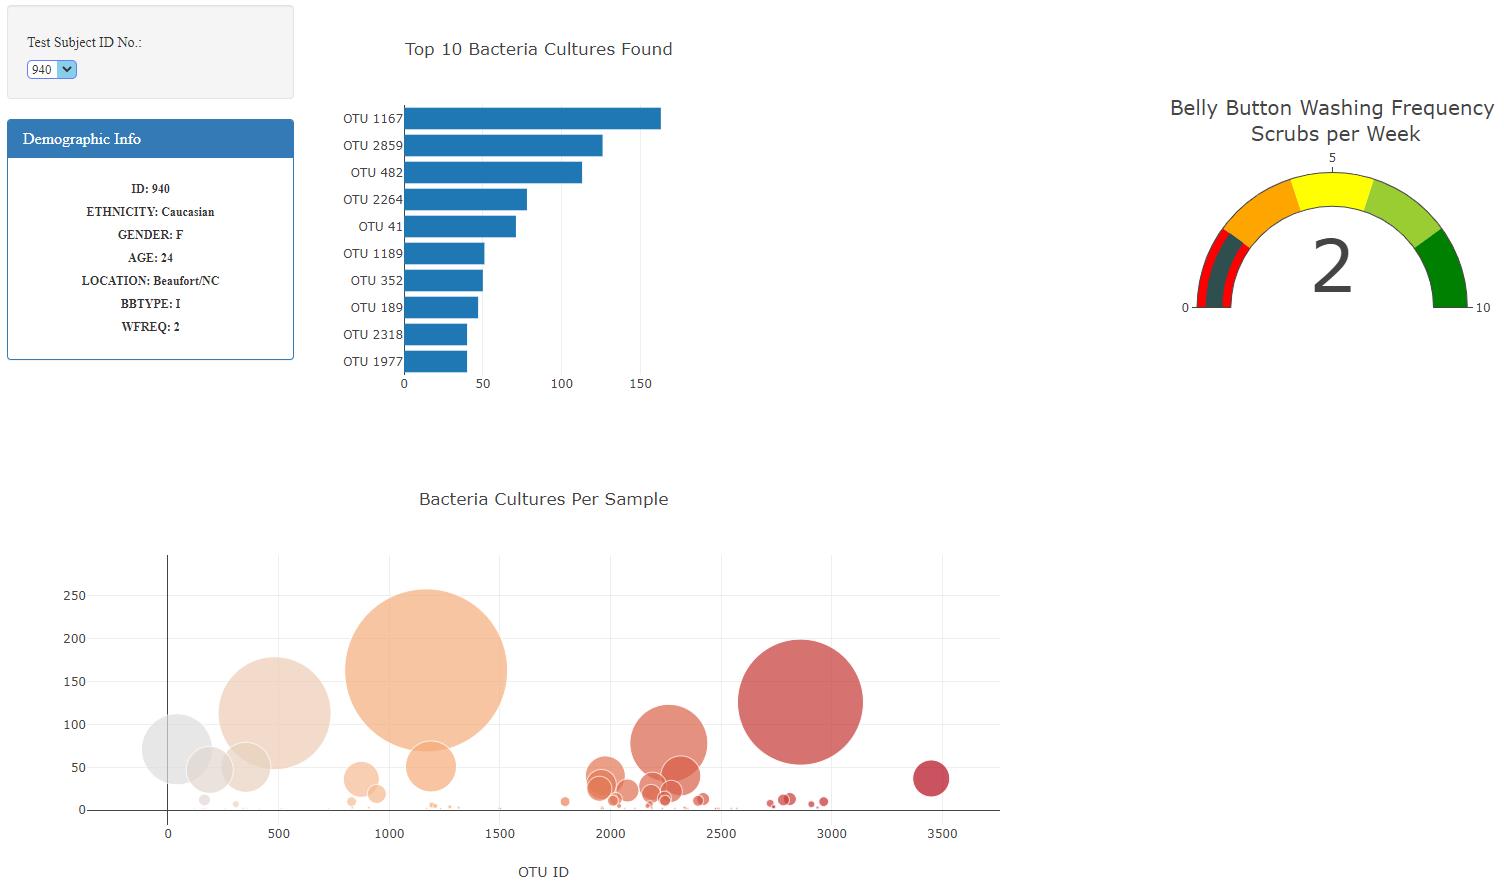 Test Subject ID No.:
940
Demographic Info
ID: 940
ETHNICITY: Caucasian
GENDER: F
AGE: 24
LOCATION: Beaufort/NC
BBTYPE: I
WFREQ: 2
Top 10 Bacteria Cultures Found
OTU 1167
OTU 2859
OTU 482
OTU 2264
OTU 41
OTU 1189
OTU 352
OTU 189
OTU 2318
OTU 1977
0 50 100 150
Belly Button Washing Frequency
Scrubs per Week
5
2
0 10
Bacteria Cultures Per Sample
250
200
150
100
50
0
0 500 1000 1500 2000 2500 3000 3500
OTU ID